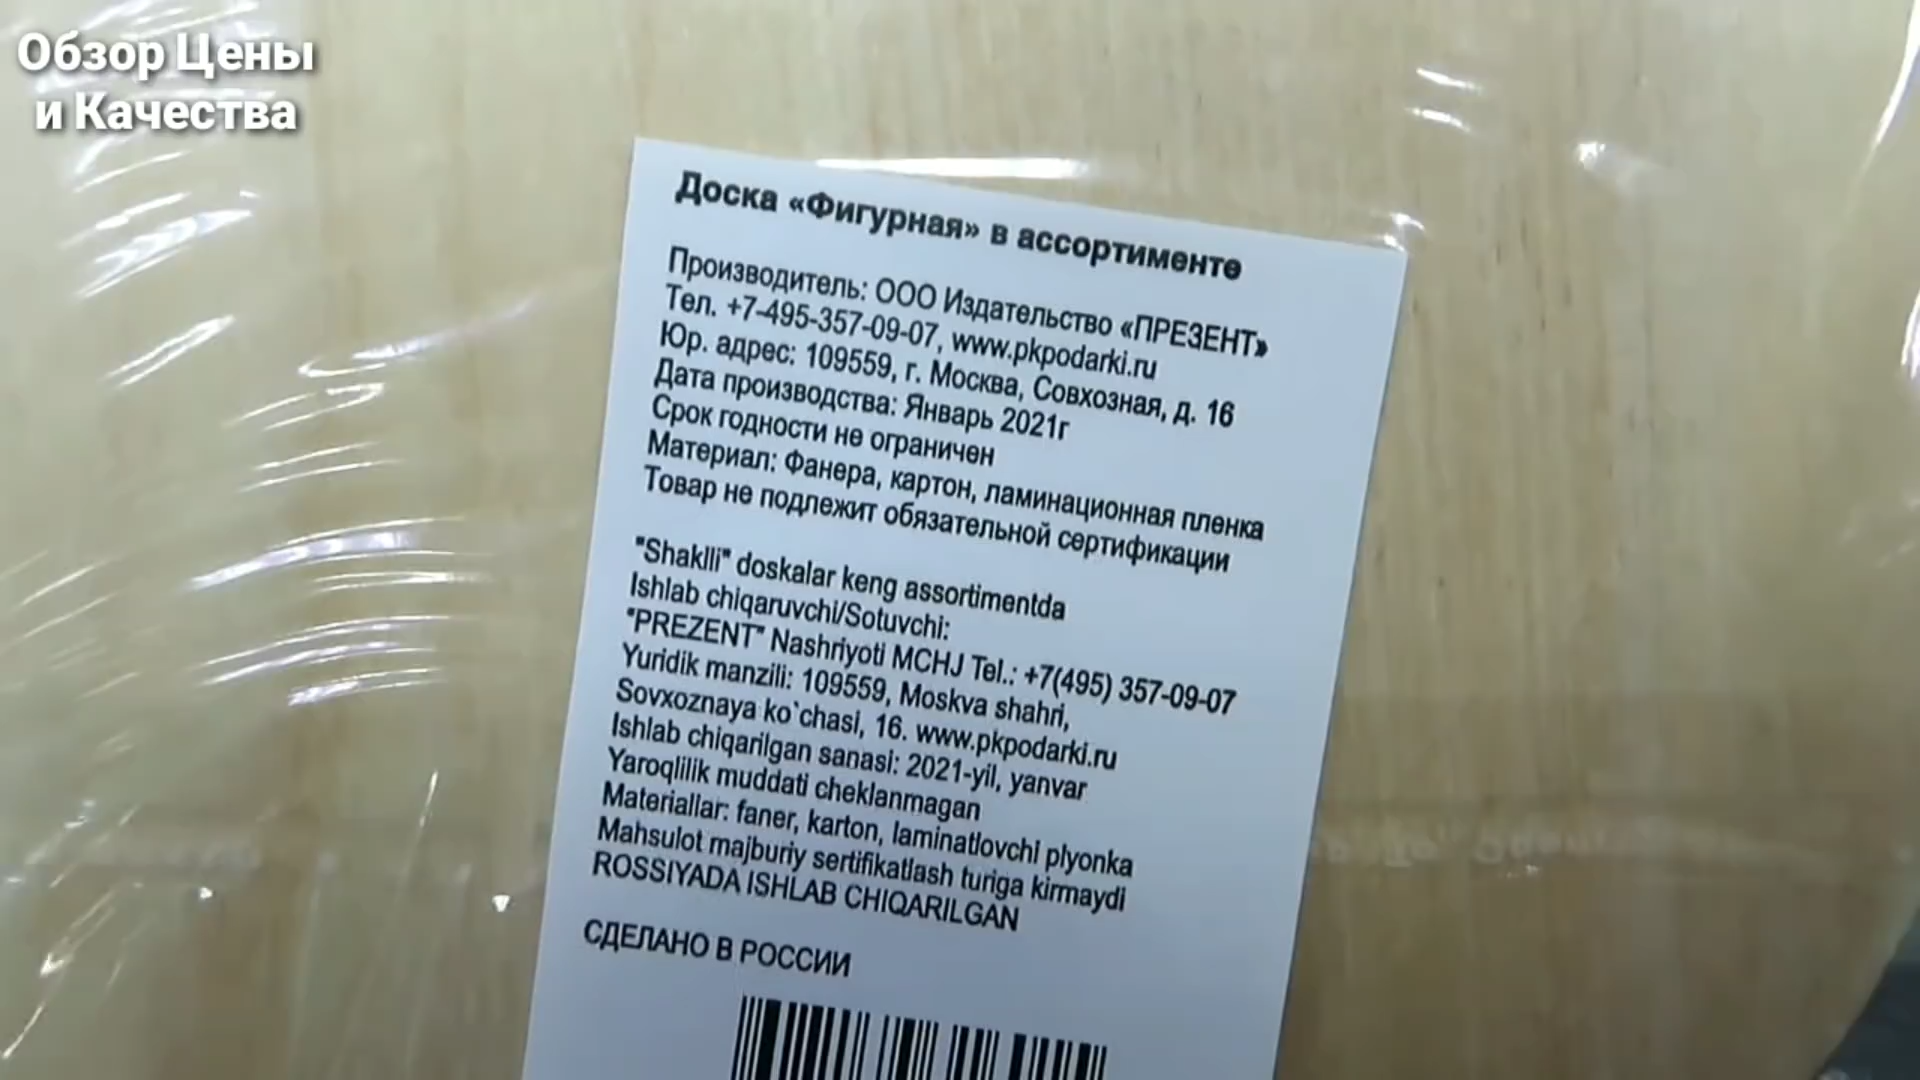 Обзор Цены
и Качества
Доска «Фигурная» в ассортименте
Производитель: ООО Издательство «ПРЕЗЕНТ»
Тел. +7-495-357-09-07, www.pkpodarki.ru
Юр. адрес: 109559, г. Москва, Совхозная, д. 16
Дата производства: Январь 2021г
Срок годности не ограничен
Материал: Фанера, картон, ламинационная пленка
Товар не подлежит обязательной сертификации
"Shaklli" doskalar keng assortimentda
Ishlab chiqaruvchi/Sotuvchi:
"PREZENT" Nashriyoti MCHJ Tel.: +7(495) 357-09-07
Yuridik manzili: 109559, Moskva shahri,
Sovxoznaya ko`chasi, 16. www.pkpodarki.ru
Ishlab chiqarilgan sanasi: 2021-yil, yanvar
Yaroqlilik muddati cheklanmagan
Materiallar: faner, karton, laminatlovchi plyonka
Mahsulot majburiy sertifikatlash turiga kirmaydi
ROSSIYADA ISHLAB CHIQARILGAN
СДЕЛАНО В РОССИИ